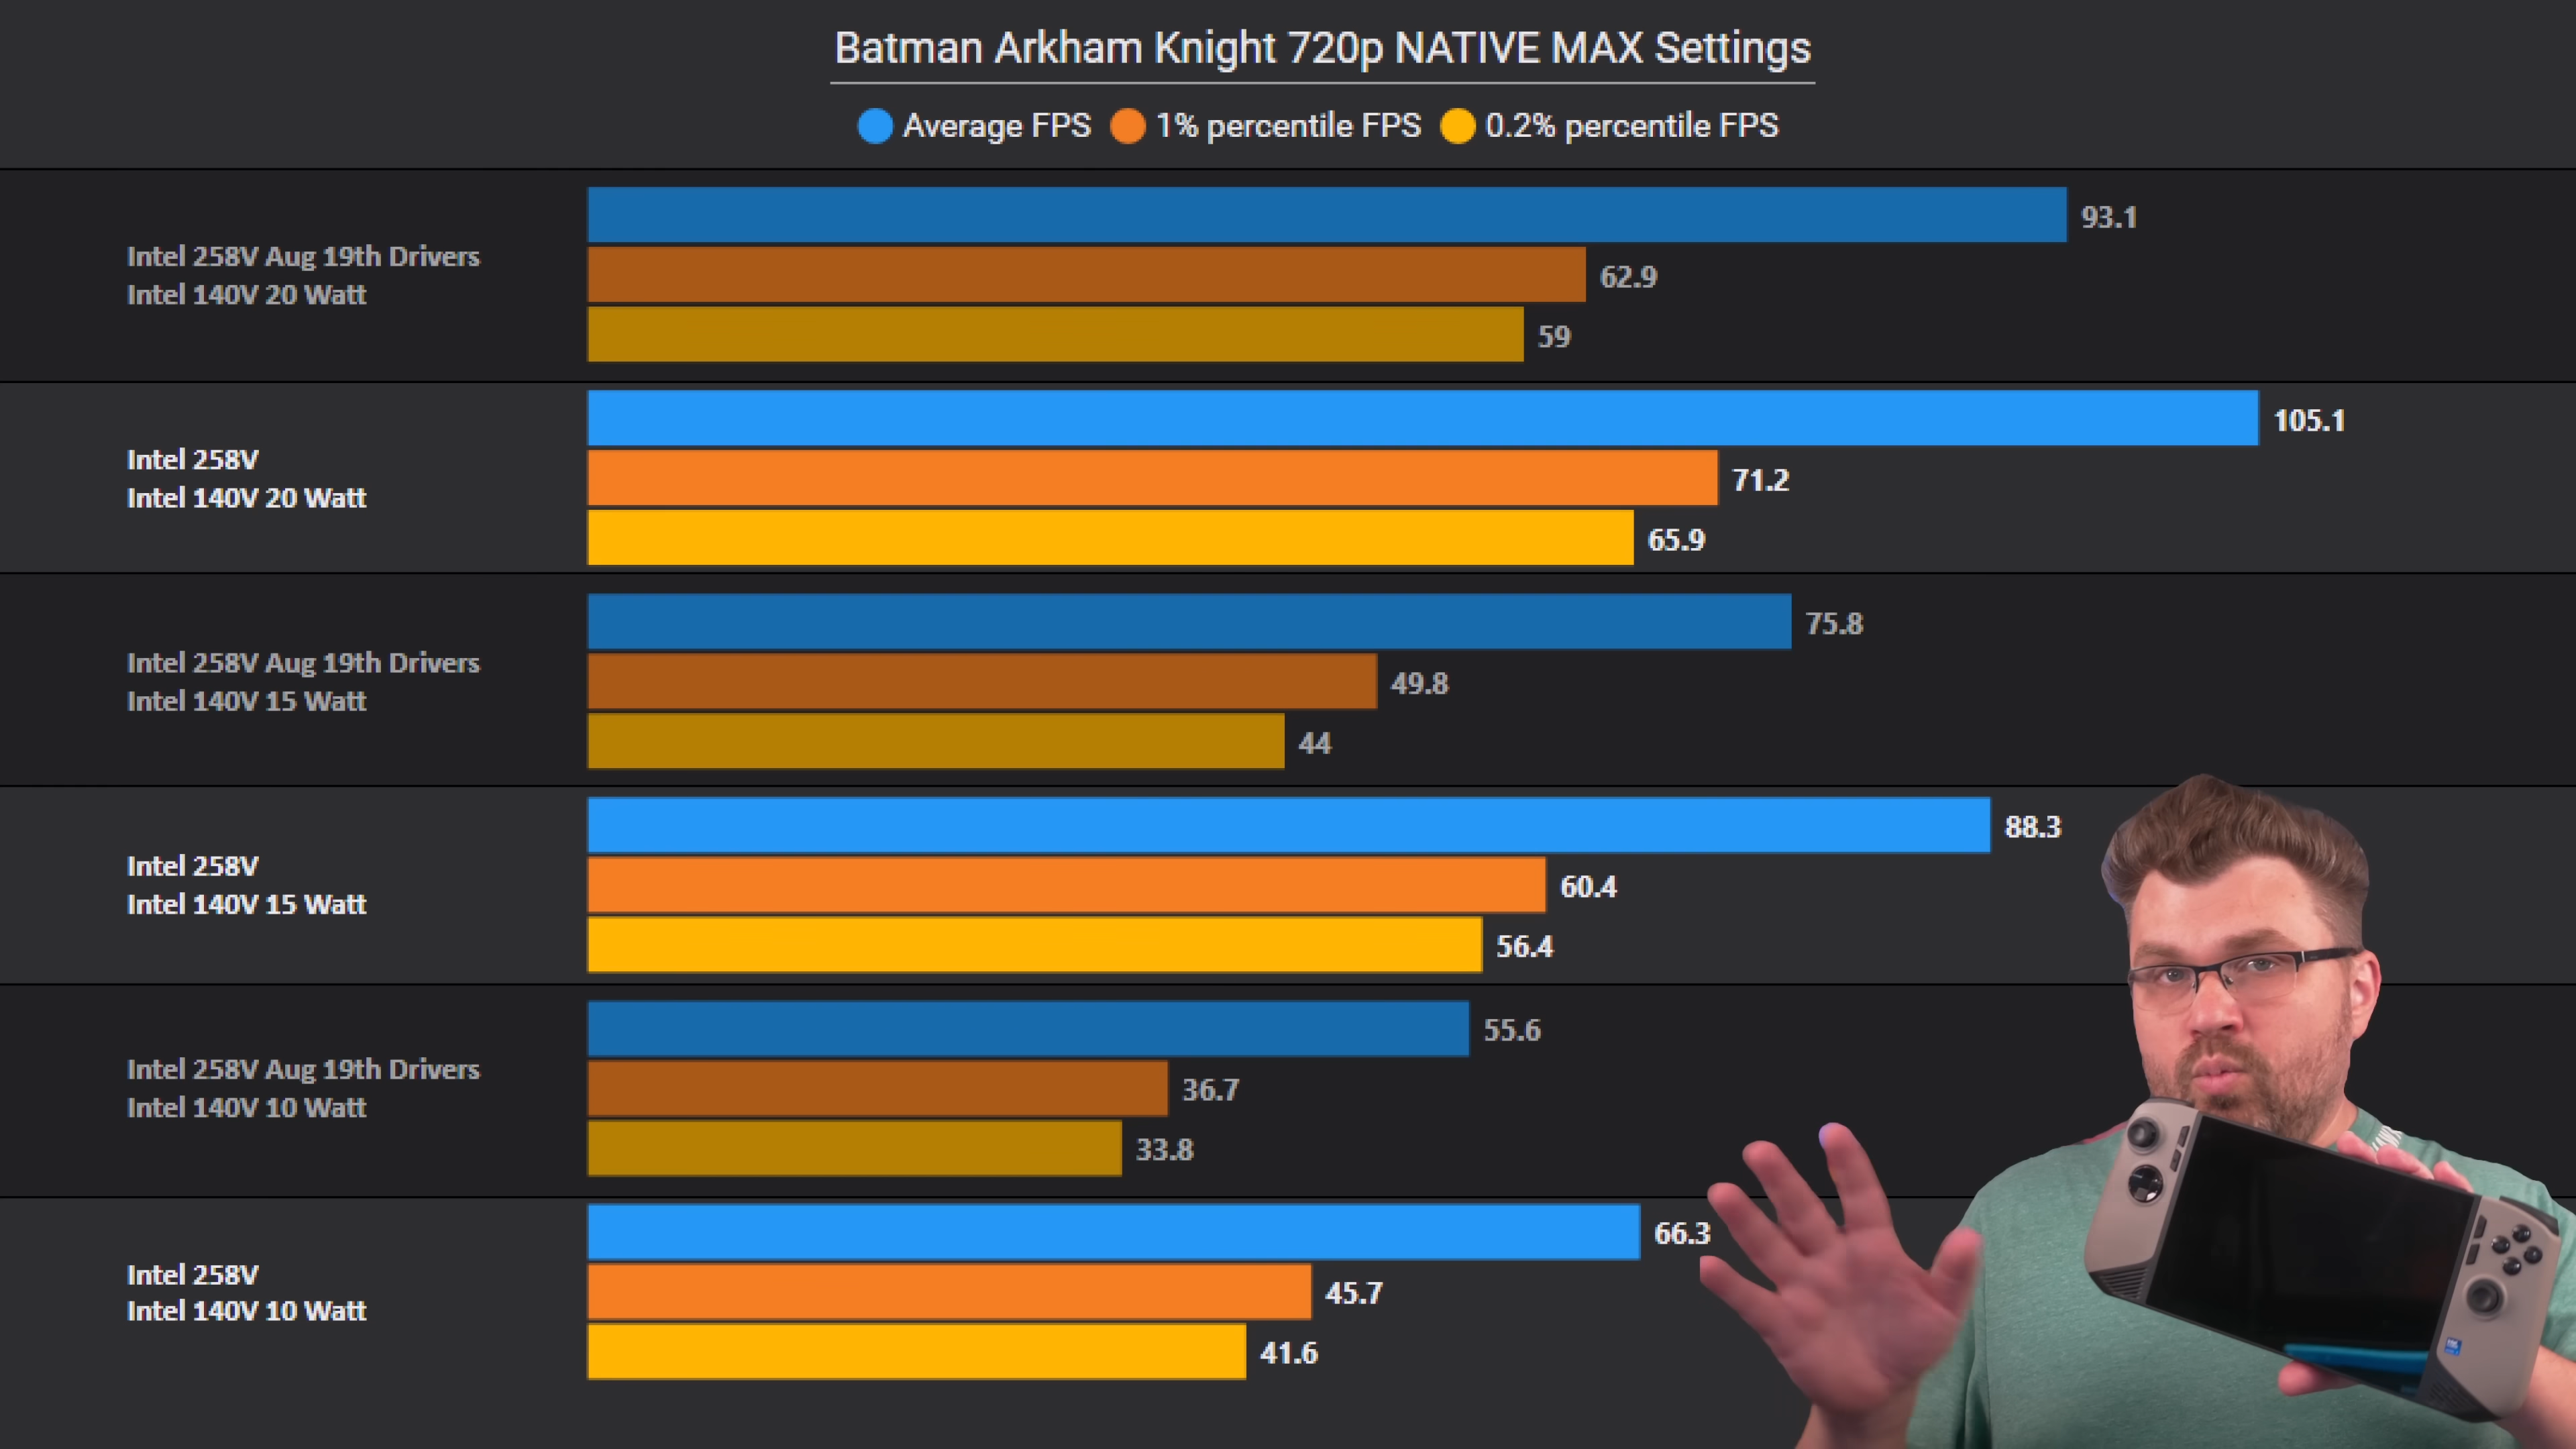 Batman Arkham Knight 720p NATIVE MAX Settings
Average FPS 1% percentile FPS 0.2% percentile FPS
Intel 258V Aug 19th Drivers
Intel 140V 20 Watt
93.1
62.9
59
Intel 258V
Intel 140V 20 Watt
105.1
71.2
65.9
Intel 258V Aug 19th Drivers
Intel 140V 15 Watt
75.8
49.8
44
Intel 258V
Intel 140V 15 Watt
88.3
60.4
56.4
Intel 258V Aug 19th Drivers
Intel 140V 10 Watt
55.6
36.7
33.8
Intel 258V
Intel 140V 10 Watt
66.3
45.7
41.6